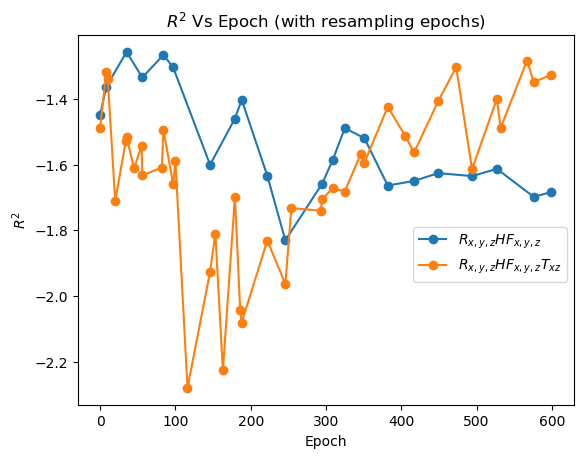 R² Vs Epoch (with resampling epochs)
R²
−1.4
−1.6
−1.8
−2.0
−2.2
R_{x,y,z}HF_{x,y,z}
R_{x,y,z}HF_{x,y,z}T_{xz}
0 100 200 300 400 500 600
Epoch